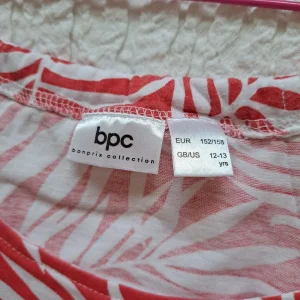 bpc
bonprix collection
EUR 152/158
GB/US 12-13
yrs